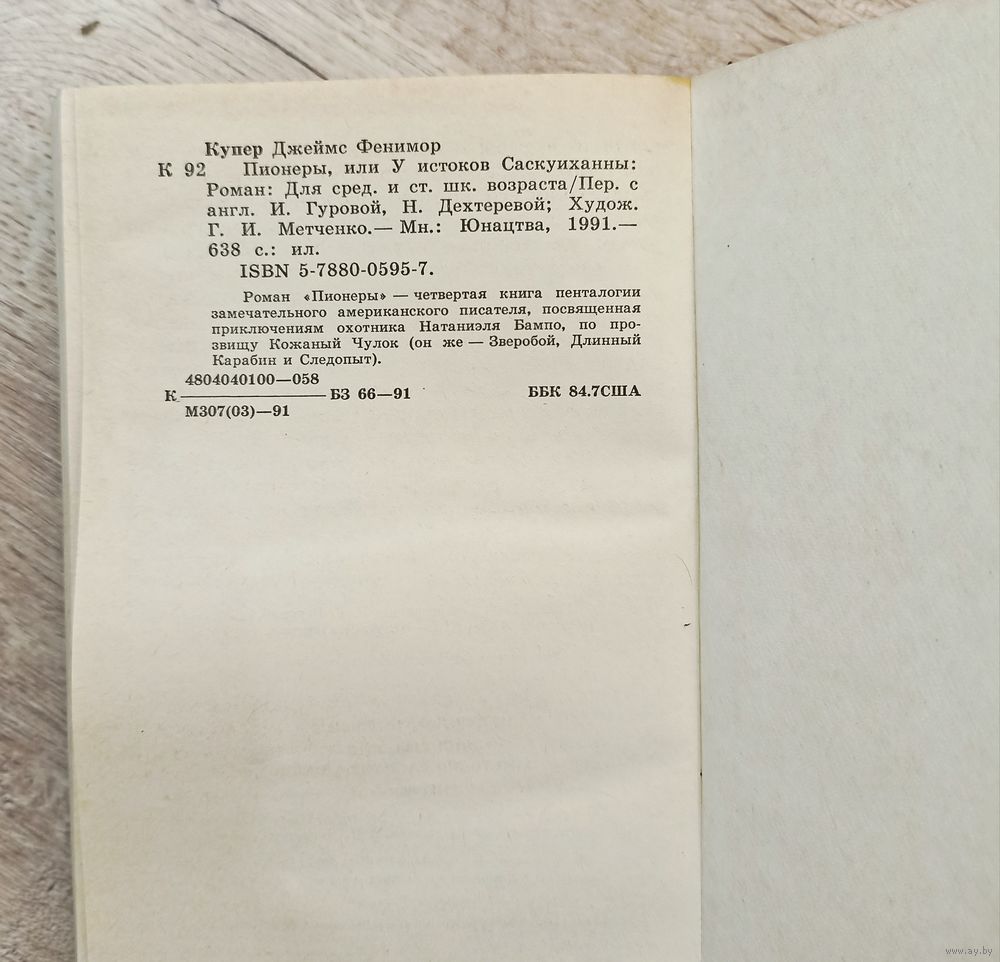 Купер Джеймс Фенимор
К 92 Пионеры, или У истоков Саскуиханны:
Роман: Для сред. и ст. шк. возраста/Пер. с
англ. И. Гуровой, Н. Дехтеревой; Худож.
Г. И. Метченко.— Мн.: Юнацтва, 1991.—
638 с.: ил.
ISBN 5-7880-0595-7.
Роман «Пионеры» — четвертая книга пенталогии
замечательного американского писателя, посвященная
приключениям охотника Натаниэля Бампо, по про-
звищу Кожаный Чулок (он же — Зверобой, Длинный
Карабин и Следопыт).
4804040100—058
К ——— БЗ 66—91 ББК 84.7США
М307(03)—91
www.ay.by